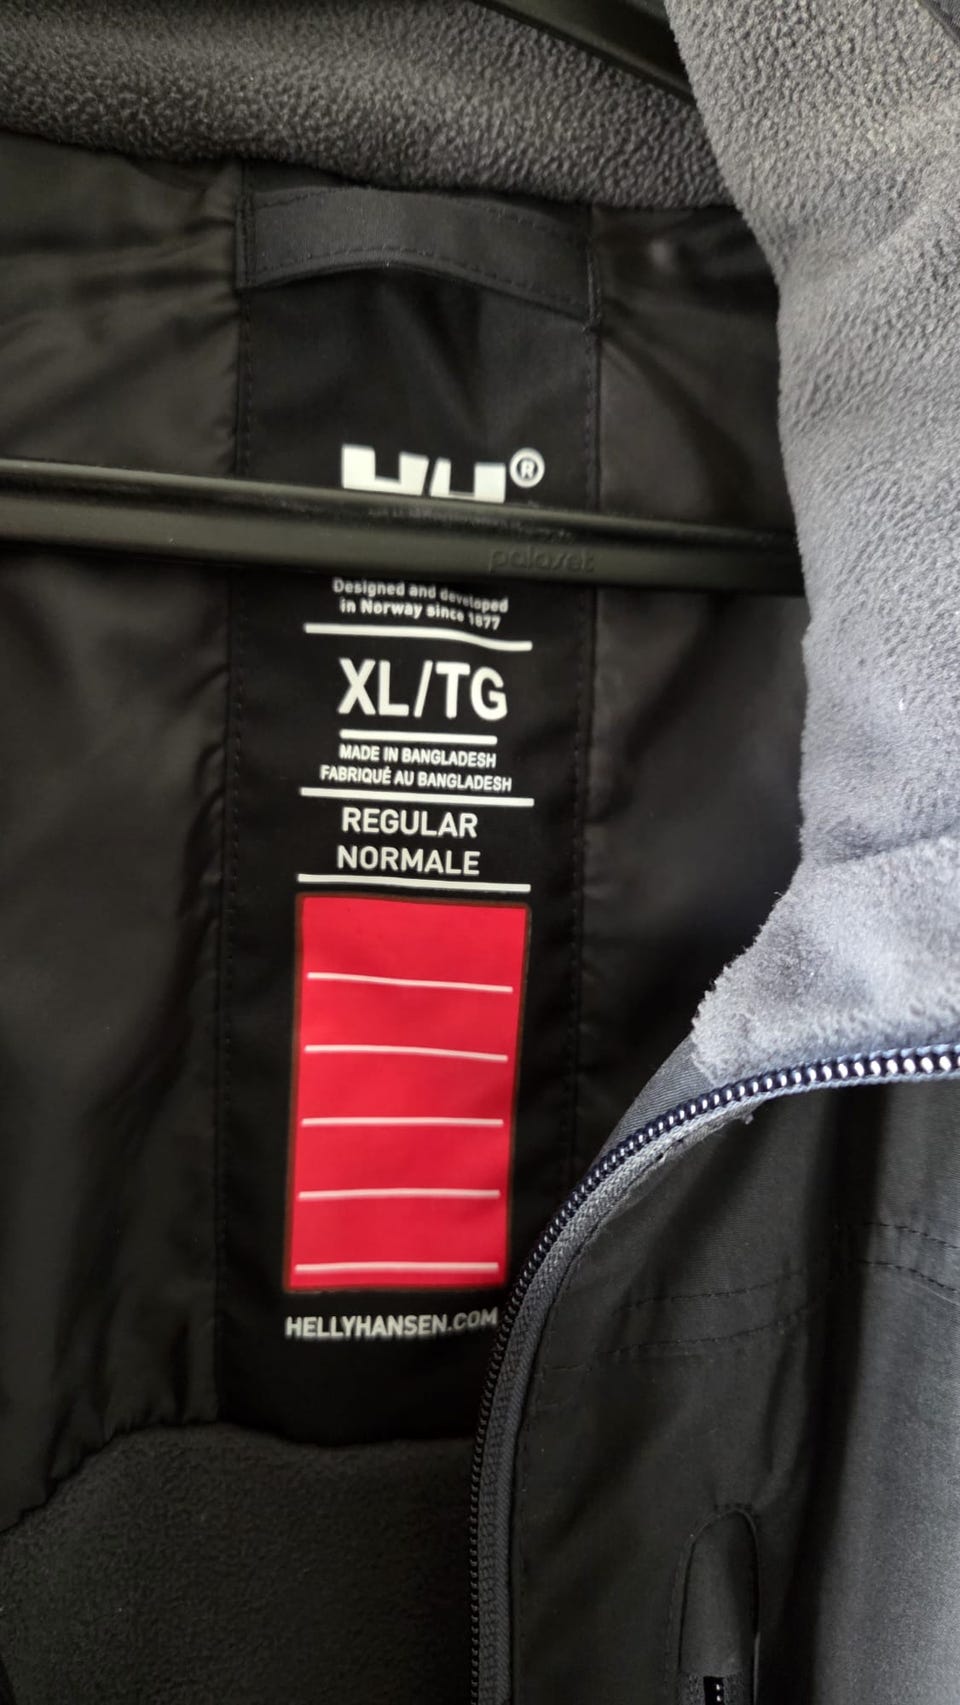 HH®
palaset
Designed and developed
in Norway since 1877
XL/TG
MADE IN BANGLADESH
FABRIQUÉ AU BANGLADESH
REGULAR
NORMALE
HELLYHANSEN.COM